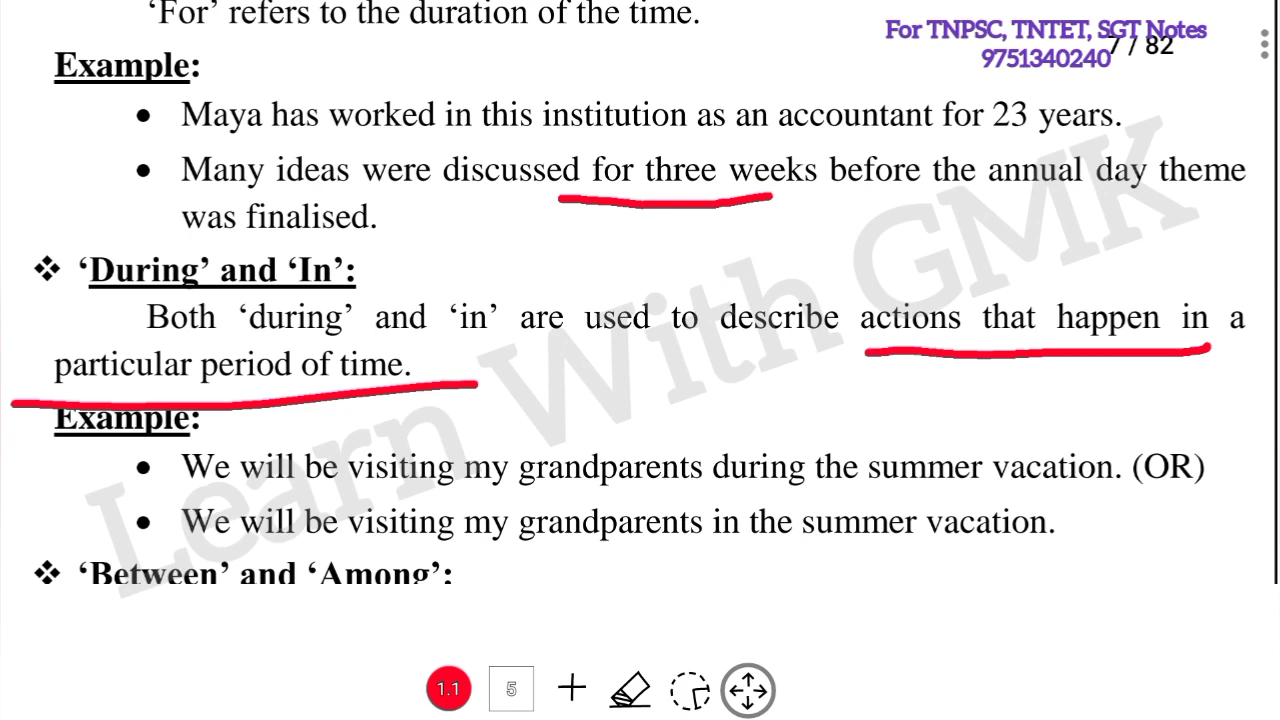 ‘For’ refers to the duration of the time.
For TNPSC, TNTET, SGT Notes
9751340240
7 / 82
Example:
• Maya has worked in this institution as an accountant for 23 years.
• Many ideas were discussed for three weeks before the annual day theme
was finalised.
❖ ‘During’ and ‘In’:
Both ‘during’ and ‘in’ are used to describe actions that happen in a
particular period of time.
Example:
• We will be visiting my grandparents during the summer vacation. (OR)
• We will be visiting my grandparents in the summer vacation.
❖ ‘Between’ and ‘Among’:
Learn With GMK
1.1
5